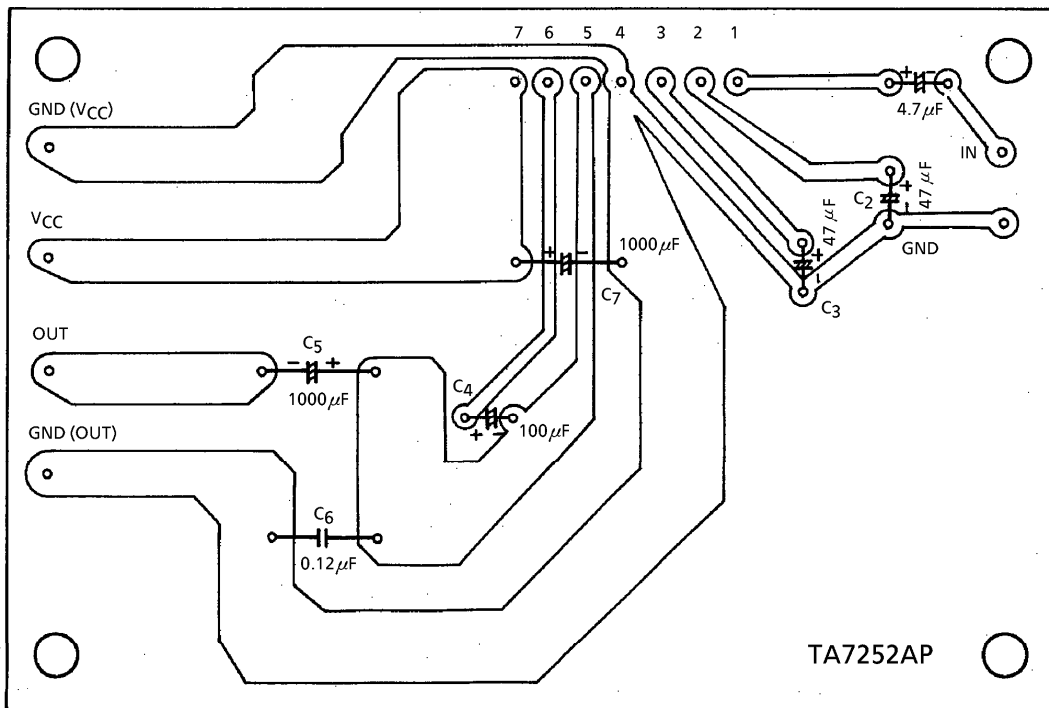 7 6 5 4 3 2 1
GND (VCC)
4.7μF
IN
VCC
C2
47μF
47μF
GND
1000μF
C7
C3
OUT
C5
1000μF
C4
100μF
GND (OUT)
C6
0.12μF
TA7252AP